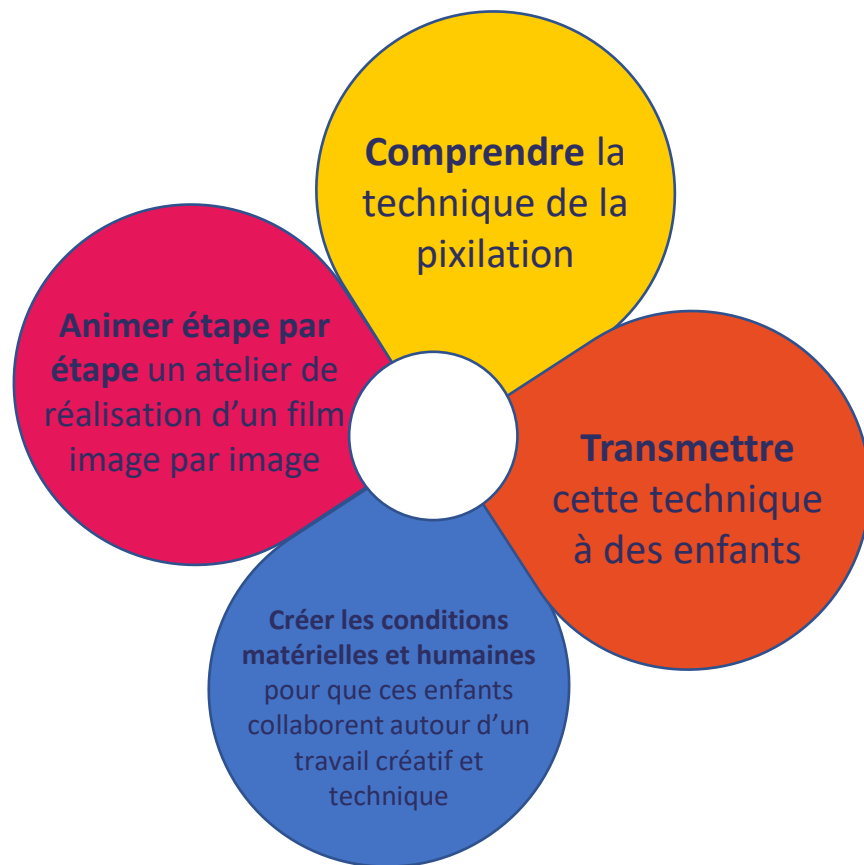 Comprendre la
technique de la
pixilation
Transmettre
cette technique
à des enfants
Créer les conditions
matérielles et humaines
pour que ces enfants
collaborent autour d’un
travail créatif et
technique
Animer étape par
étape un atelier de
réalisation d’un film
image par image